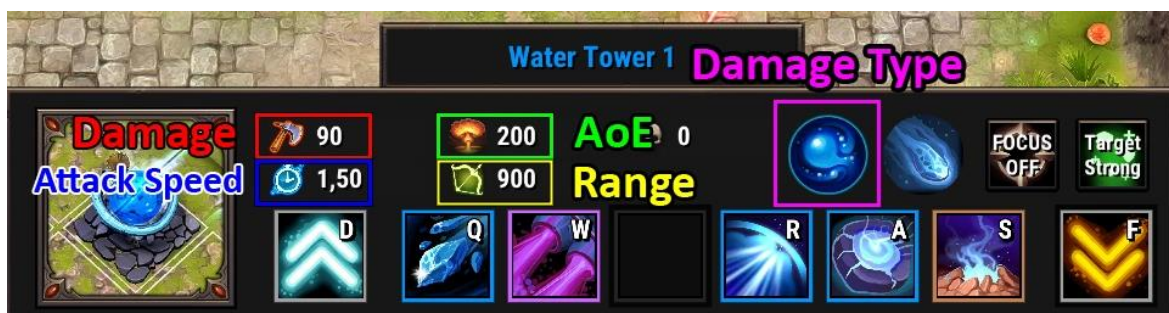 Water Tower 1
Damage Type
Damage 90 200 AoE 0
Attack Speed 1,50 900 Range
FOCUS OFF
Target Strong
D Q W R A S F